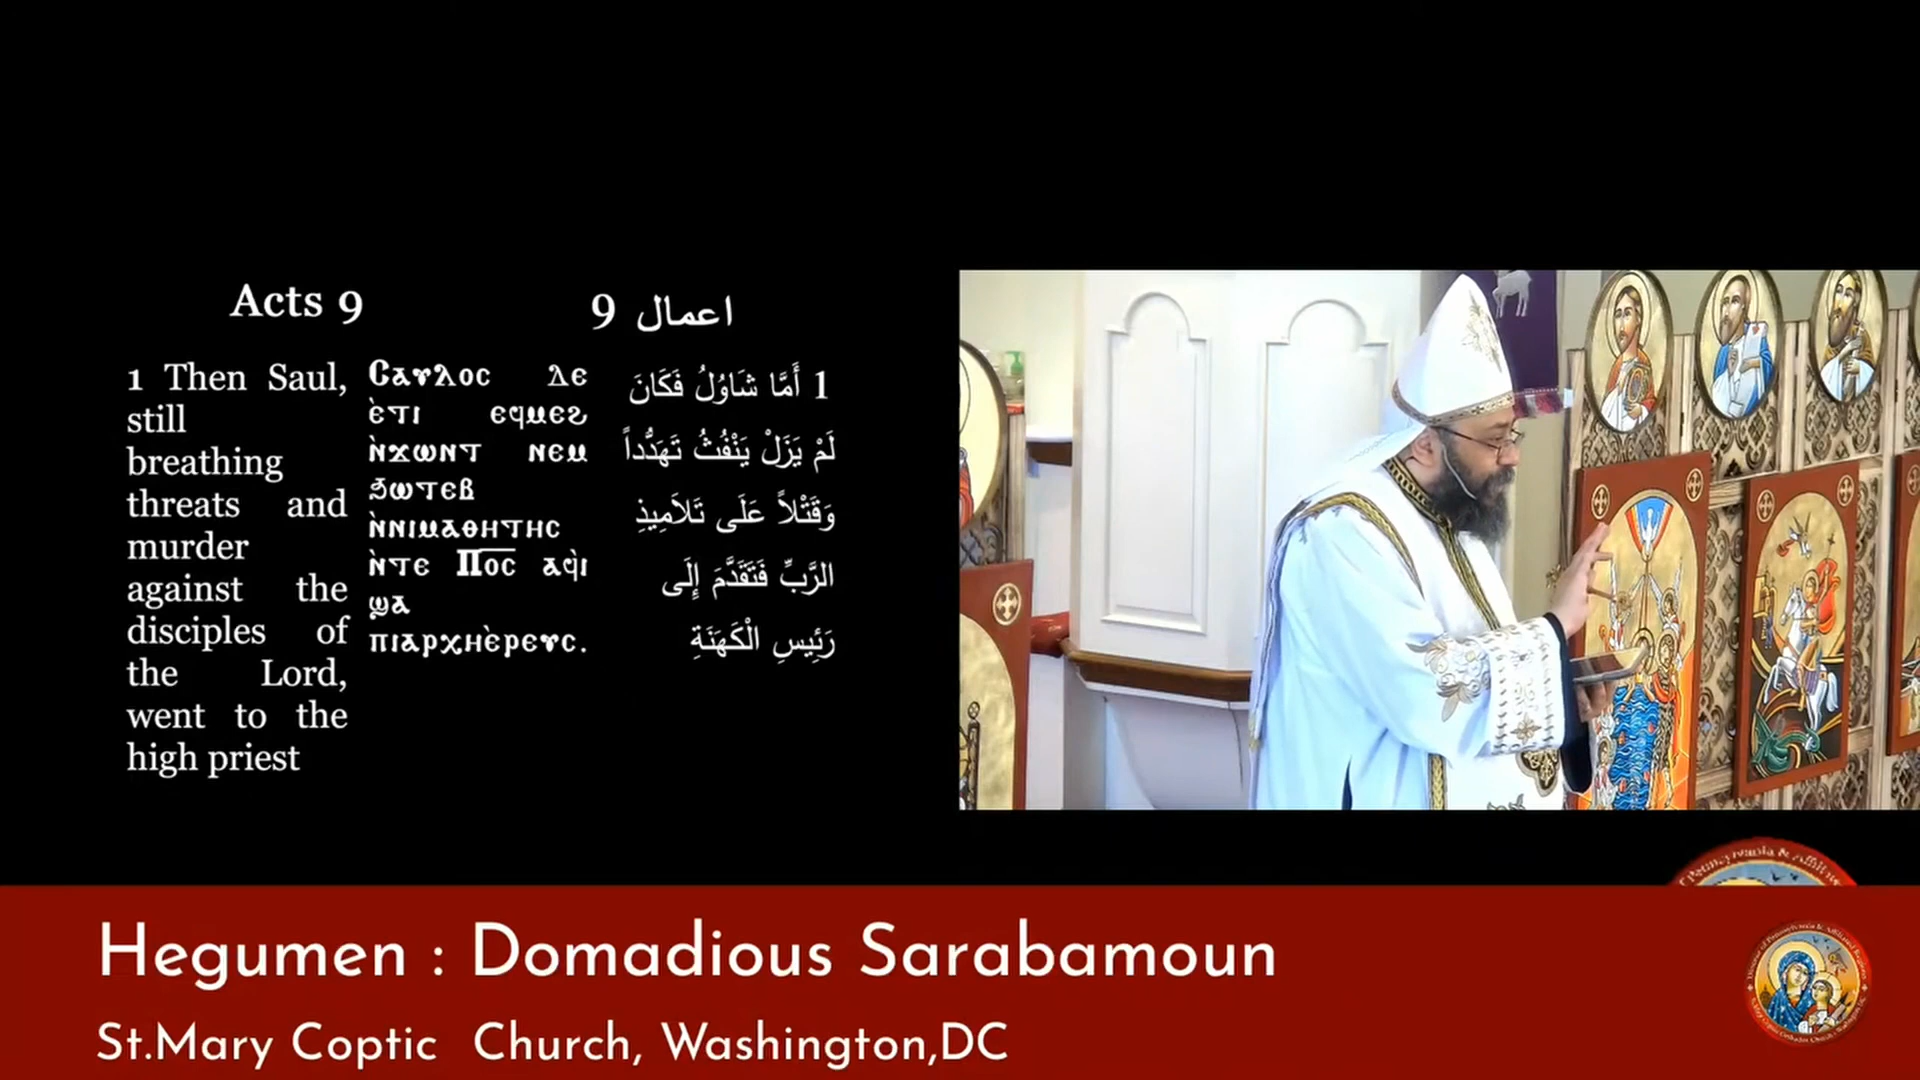 Acts 9
اعمال 9
1 Then Saul,
still
breathing
threats and
murder
against the
disciples of
the Lord,
went to the
high priest
Ⲥⲁⲩⲗⲟⲥ ⲇⲉ
ⲉ̀ⲧⲓ ⲉϥⲙⲉϩ
ⲛ̀ϫⲱⲛⲧ ⲛⲉⲙ
ϧⲱⲧⲉⲃ
ⲛ̀ⲛⲓⲙⲁⲑⲏⲧⲏⲥ
ⲛ̀ⲧⲉ Ⲡⲟ̅ⲥ̅ ⲁϥⲓ̀
ϣⲁ
ⲡⲓⲁⲣⲭⲏⲉ̀ⲣⲉⲩⲥ.
1 أَمَّا شَاوُلُ فَكَانَ
لَمْ يَزَلْ يَنْفُثُ تَهَدُّداً
وَقَتْلاً عَلَى تَلاَمِيذِ
الرَّبِّ فَتَقَدَّمَ إِلَى
رَئِيسِ الْكَهَنَةِ
Hegumen : Domadious Sarabamoun
St.Mary Coptic Church, Washington,DC